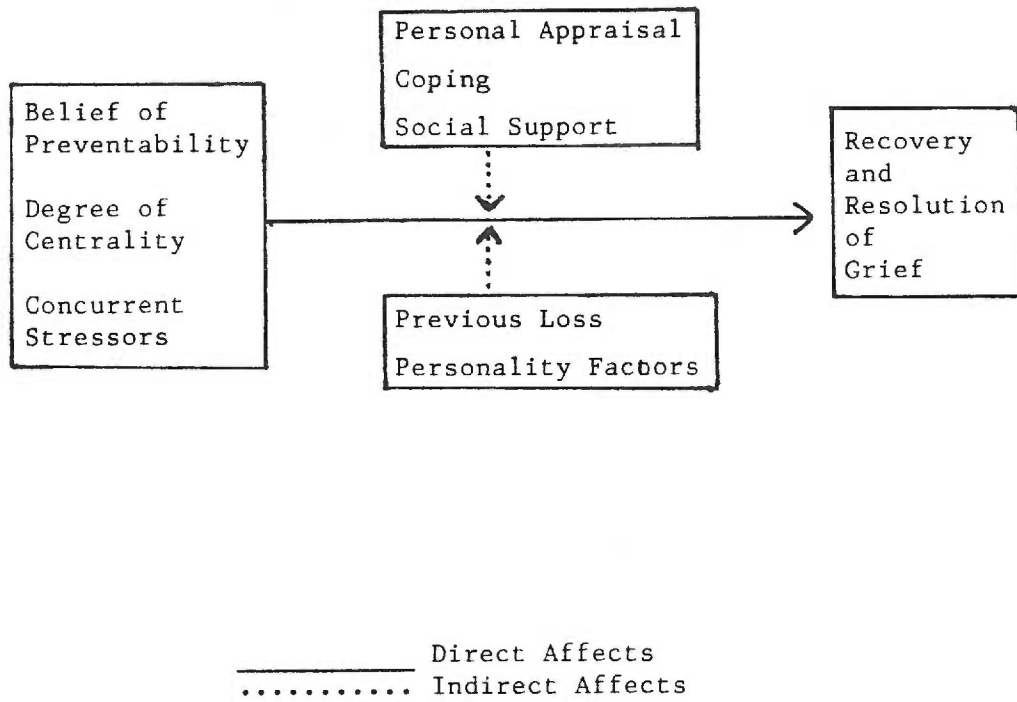 Personal Appraisal
Coping
Social Support
Belief of
Preventability
Degree of
Centrality
Concurrent
Stressors
Recovery
and
Resolution
of
Grief
Previous Loss
Personality Factors
Direct Affects
Indirect Affects